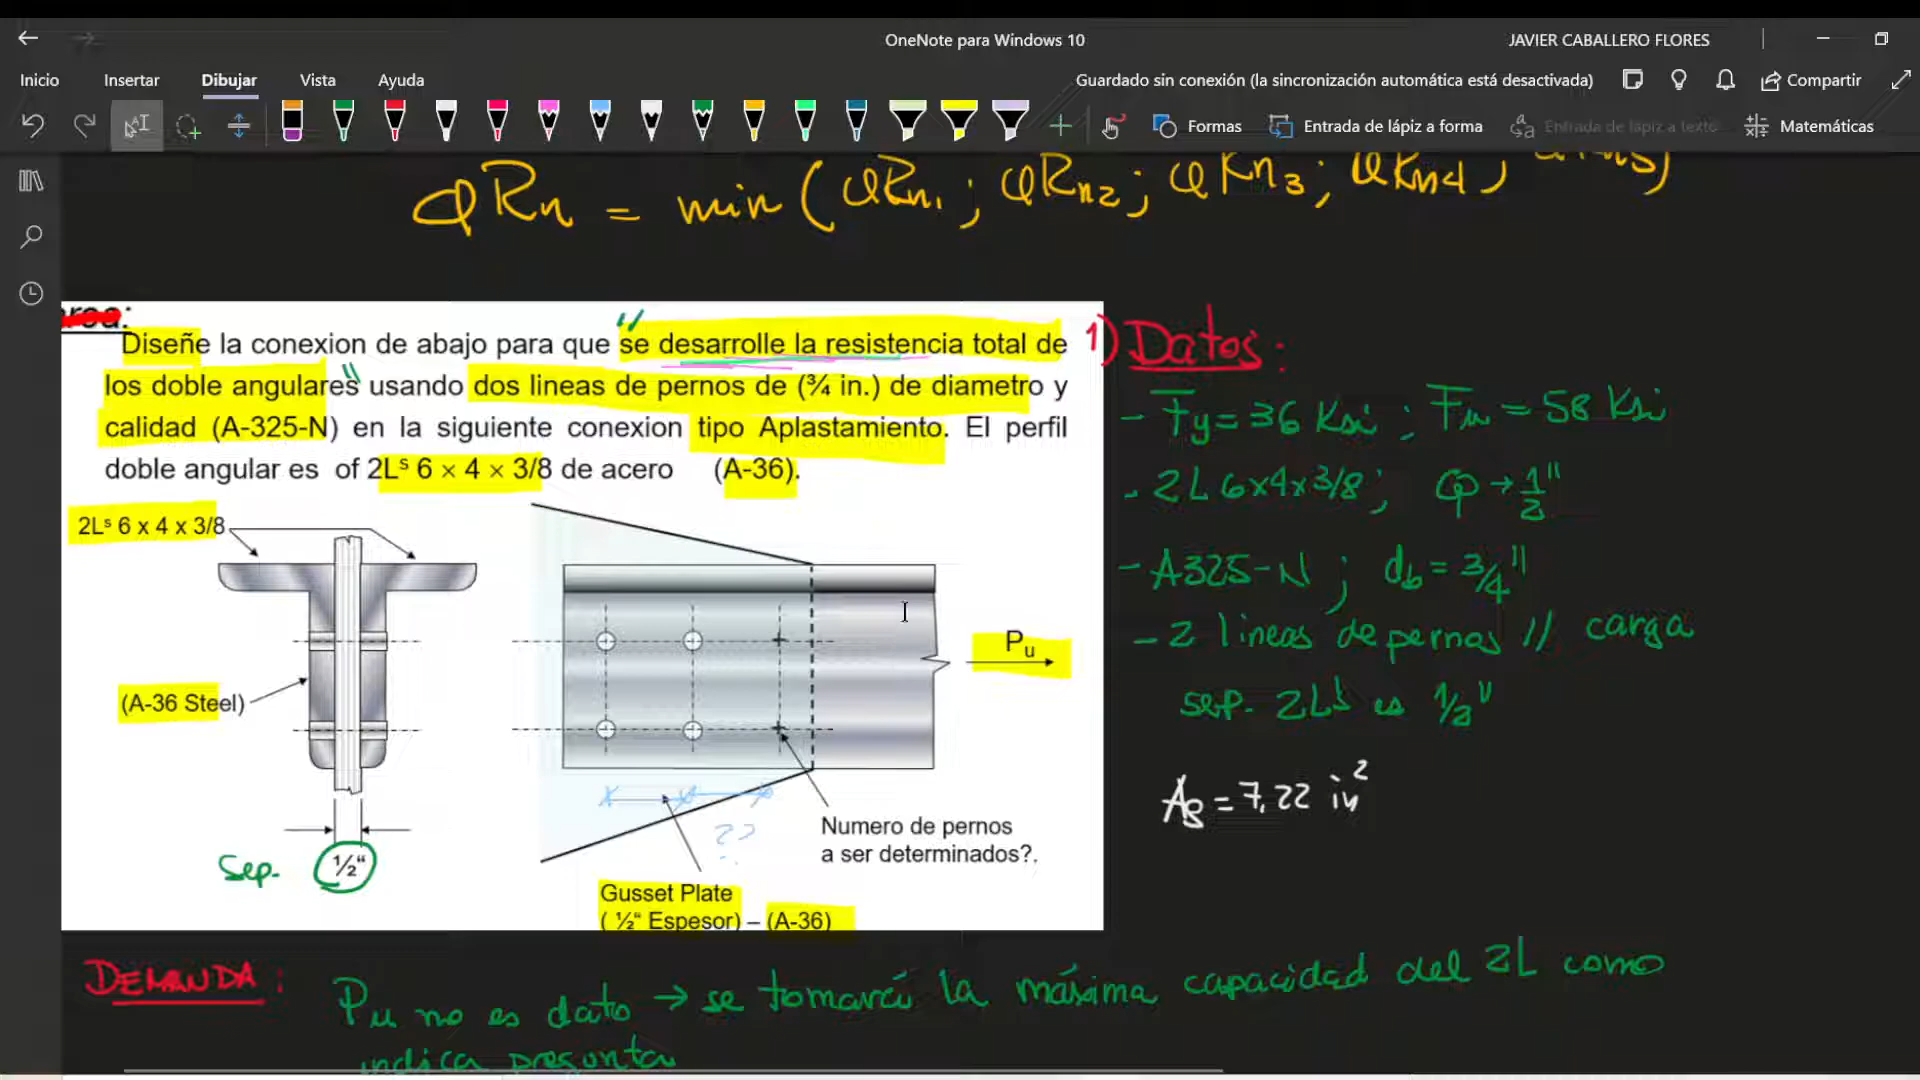 OneNote para Windows 10
JAVIER CABALLERO FLORES
Inicio Insertar Dibujar Vista Ayuda
Guardado sin conexión (la sincronización automática está desactivada) Compartir
Formas Entrada de lápiz a forma Entrada de lápiz a texto Matemáticas
ϕRn = min (ϕRn1 ; ϕRn2 ; ϕRn3 ; ϕRn4 ;
Diseñe la conexion de abajo para que se desarrolle la resistencia total de
los doble angulares usando dos lineas de pernos de (¾ in.) de diametro y
calidad (A-325-N) en la siguiente conexion tipo Aplastamiento. El perfil
doble angular es of 2Lˢ 6 × 4 × 3/8 de acero (A-36).
2Lˢ 6 x 4 x 3/8
Pu
(A-36 Steel)
Numero de pernos
a ser determinados?.
Sep. ½"
??
Gusset Plate
( ½" Espesor) – (A-36)
1) Datos:
- Fy = 36 Ksi ; Fu = 58 Ksi
- 2L 6x4x3/8 ; GP → 1/2"
- A325-N ; db = 3/4"
- 2 lineas de pernos // carga
sep. 2Ls es 1/2"
Ag = 7.22 in²
DEMANDA :
Pu no es dato → se tomará la máxima capacidad del 2L como
indica pregunta